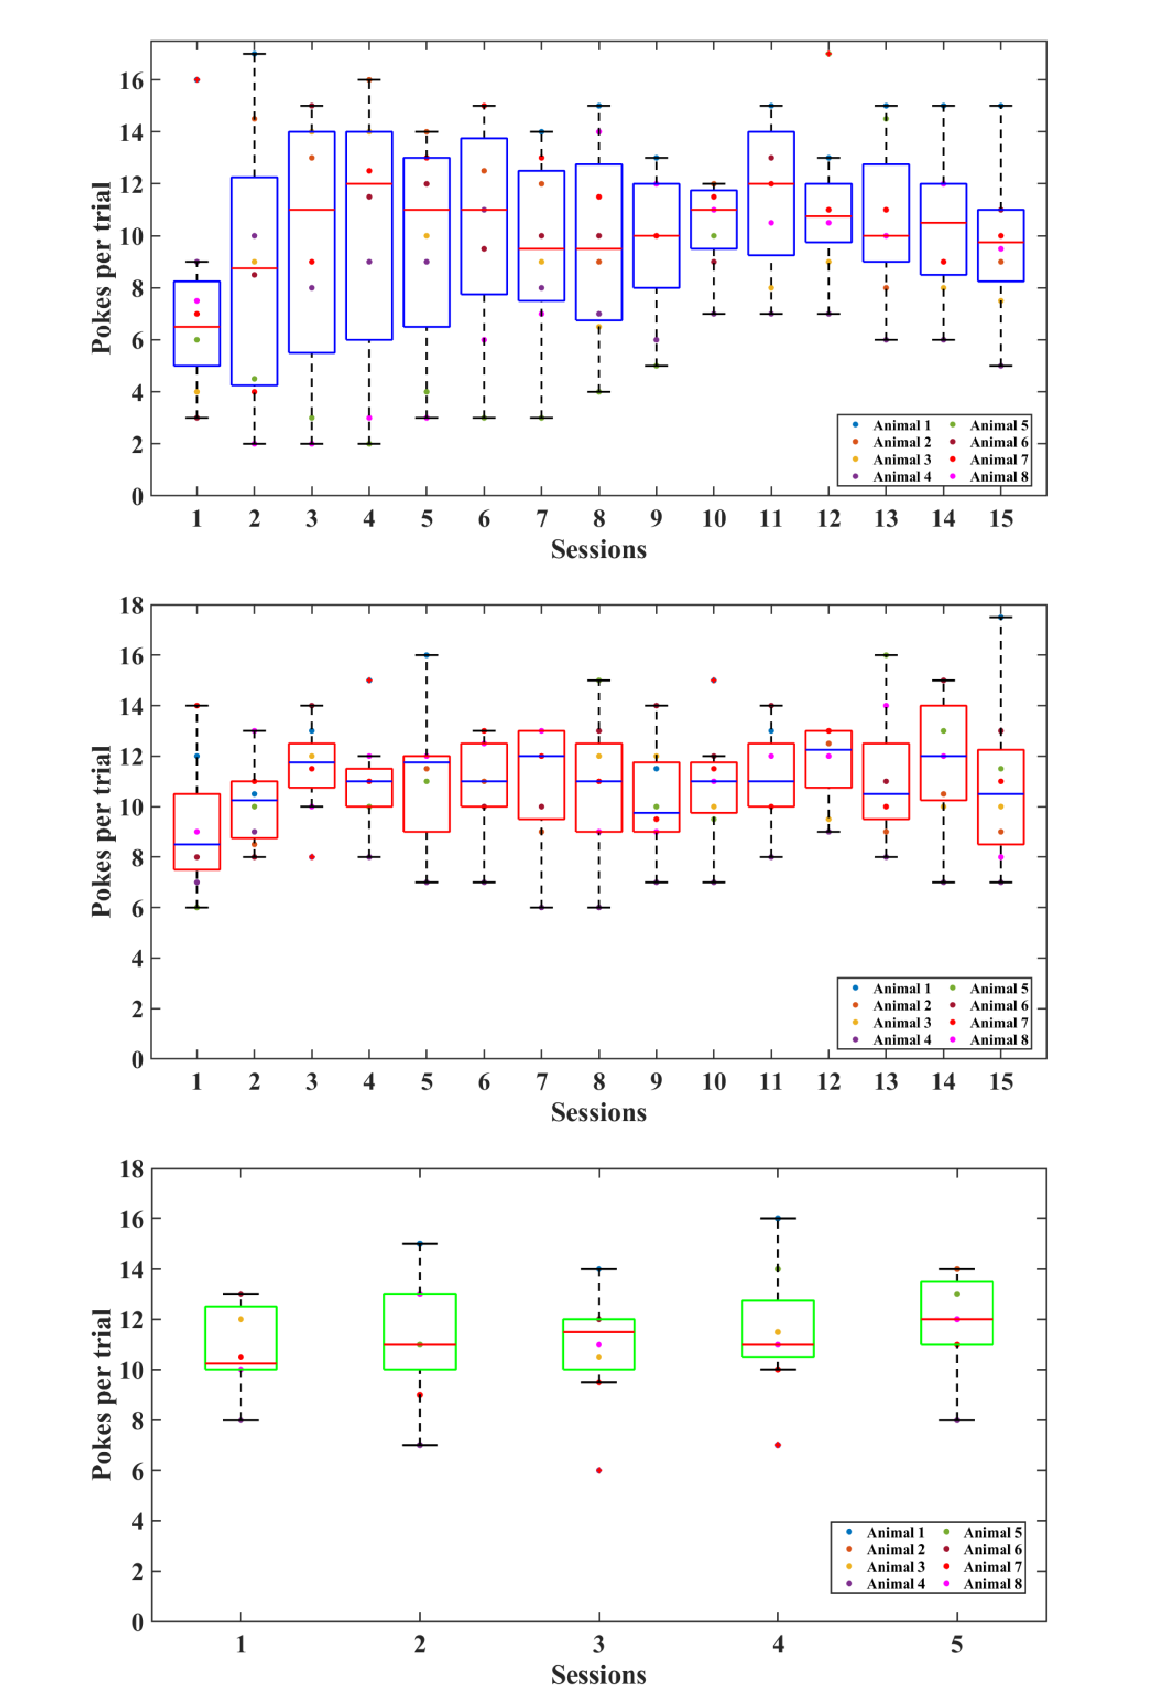 Pokes per trial
16
14
12
10
8
6
4
2
0
Animal 1 Animal 5
Animal 2 Animal 6
Animal 3 Animal 7
Animal 4 Animal 8
1 2 3 4 5 6 7 8 9 10 11 12 13 14 15
Sessions
Pokes per trial
18
16
14
12
10
8
6
4
2
0
Animal 1 Animal 5
Animal 2 Animal 6
Animal 3 Animal 7
Animal 4 Animal 8
1 2 3 4 5 6 7 8 9 10 11 12 13 14 15
Sessions
Pokes per trial
18
16
14
12
10
8
6
4
2
0
Animal 1 Animal 5
Animal 2 Animal 6
Animal 3 Animal 7
Animal 4 Animal 8
1 2 3 4 5
Sessions